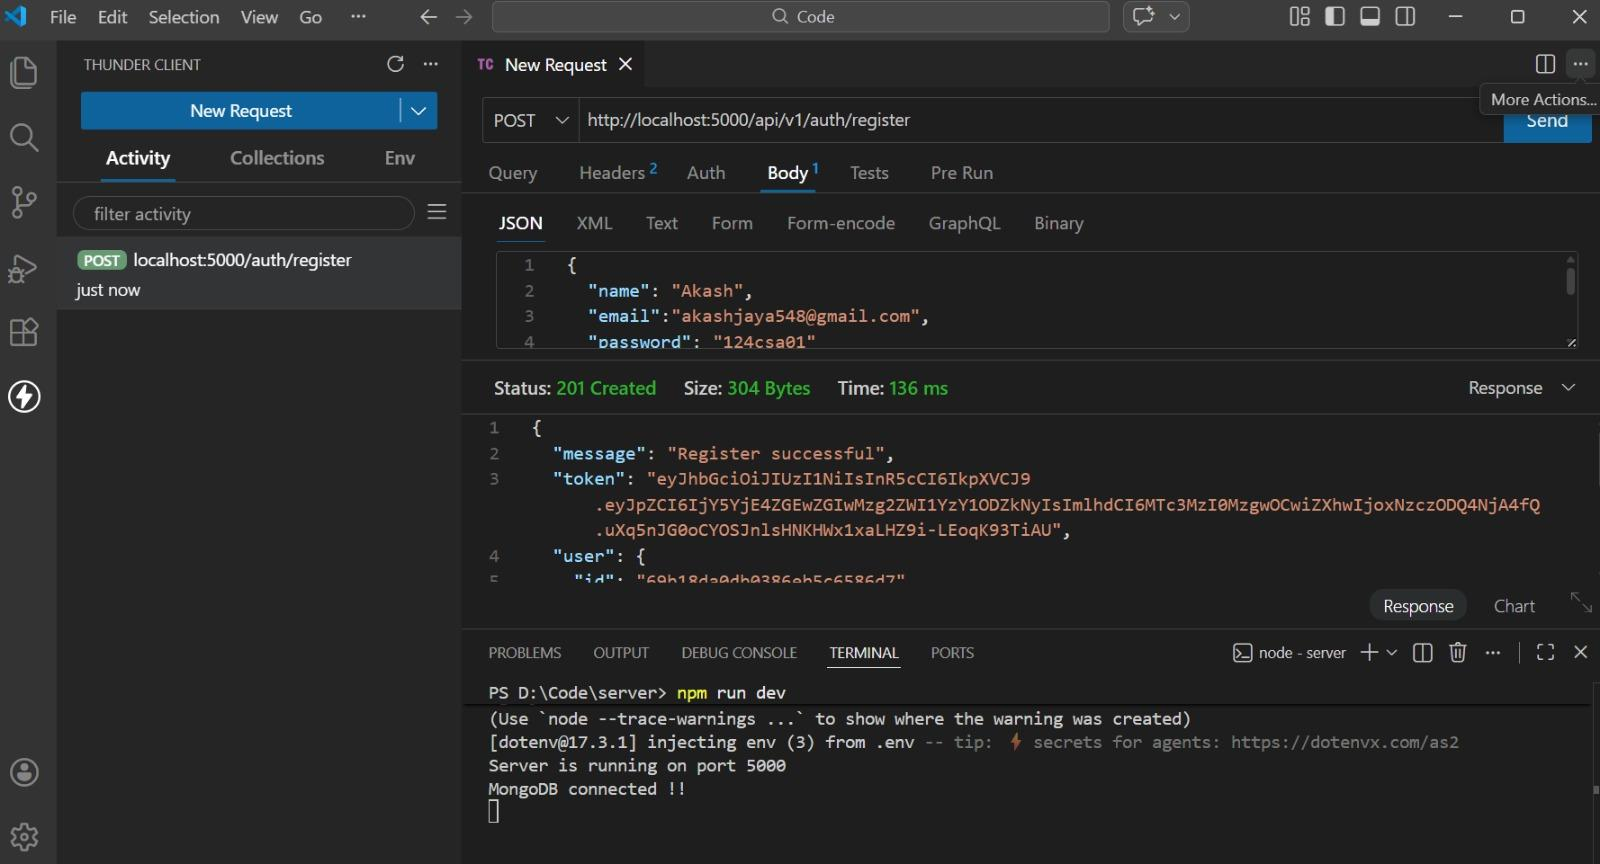 File Edit Selection View Go ···
Code
THUNDER CLIENT
New Request
Activity Collections Env
filter activity
POST localhost:5000/auth/register
just now
TC New Request
More Actions...
POST http://localhost:5000/api/v1/auth/register
Send
Query Headers 2 Auth Body 1 Tests Pre Run
JSON XML Text Form Form-encode GraphQL Binary
1 {
2 "name": "Akash",
3 "email":"akashjaya548@gmail.com",
4 "password": "124csa01"
Status: 201 Created Size: 304 Bytes Time: 136 ms
Response
1 {
2 "message": "Register successful",
3 "token": "eyJhbGciOiJIUzI1NiIsInR5cCI6IkpXVCJ9
.eyJpZCI6IjY5YjE4ZGEwZGIwMzg2ZWI1YzY1ODZkNyIsImlhdCI6MTc3MzI0MzgwOCwiZXhwIjoxNzczODQ4NjA4fQ
.uXq5nJG0oCYOSJnlsHNKHWx1xaLHZ9i-LEoqK93TiAU",
4 "user": {
5 "id": "69b18da0db0386eb5c6586d7"
Response Chart
PROBLEMS OUTPUT DEBUG CONSOLE TERMINAL PORTS
node - server
PS D:\Code\server> npm run dev
(Use `node --trace-warnings ...` to show where the warning was created)
[dotenv@17.3.1] injecting env (3) from .env -- tip: ⚡ secrets for agents: https://dotenvx.com/as2
Server is running on port 5000
MongoDB connected !!